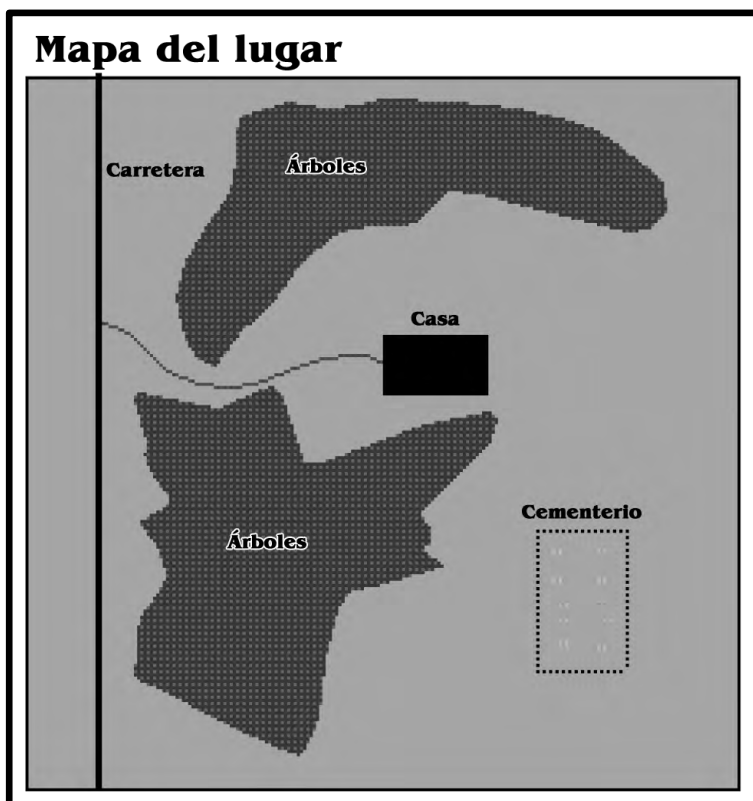 Mapa del lugar
Carretera
Árboles
Casa
Cementerio
Árboles